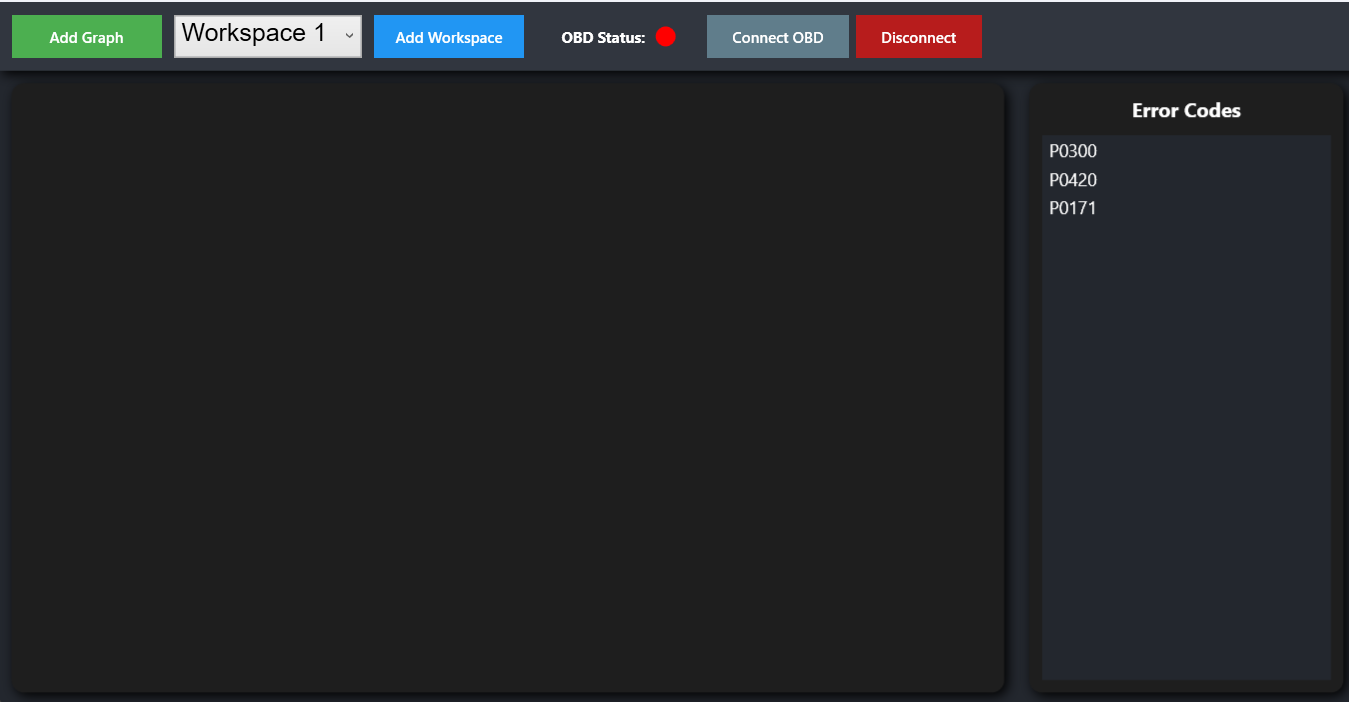 Add Graph
Workspace 1
Add Workspace
OBD Status:
Connect OBD
Disconnect
Error Codes
P0300
P0420
P0171